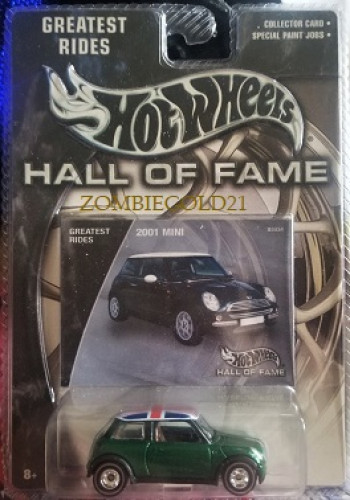 GREATEST
RIDES
COLLECTOR CARD •
SPECIAL PAINT JOBS •
Hot Wheels
HALL OF FAME
ZOMBIEGOLD21
GREATEST
RIDES
2001 MINI
Hot Wheels
HALL OF FAME
8+